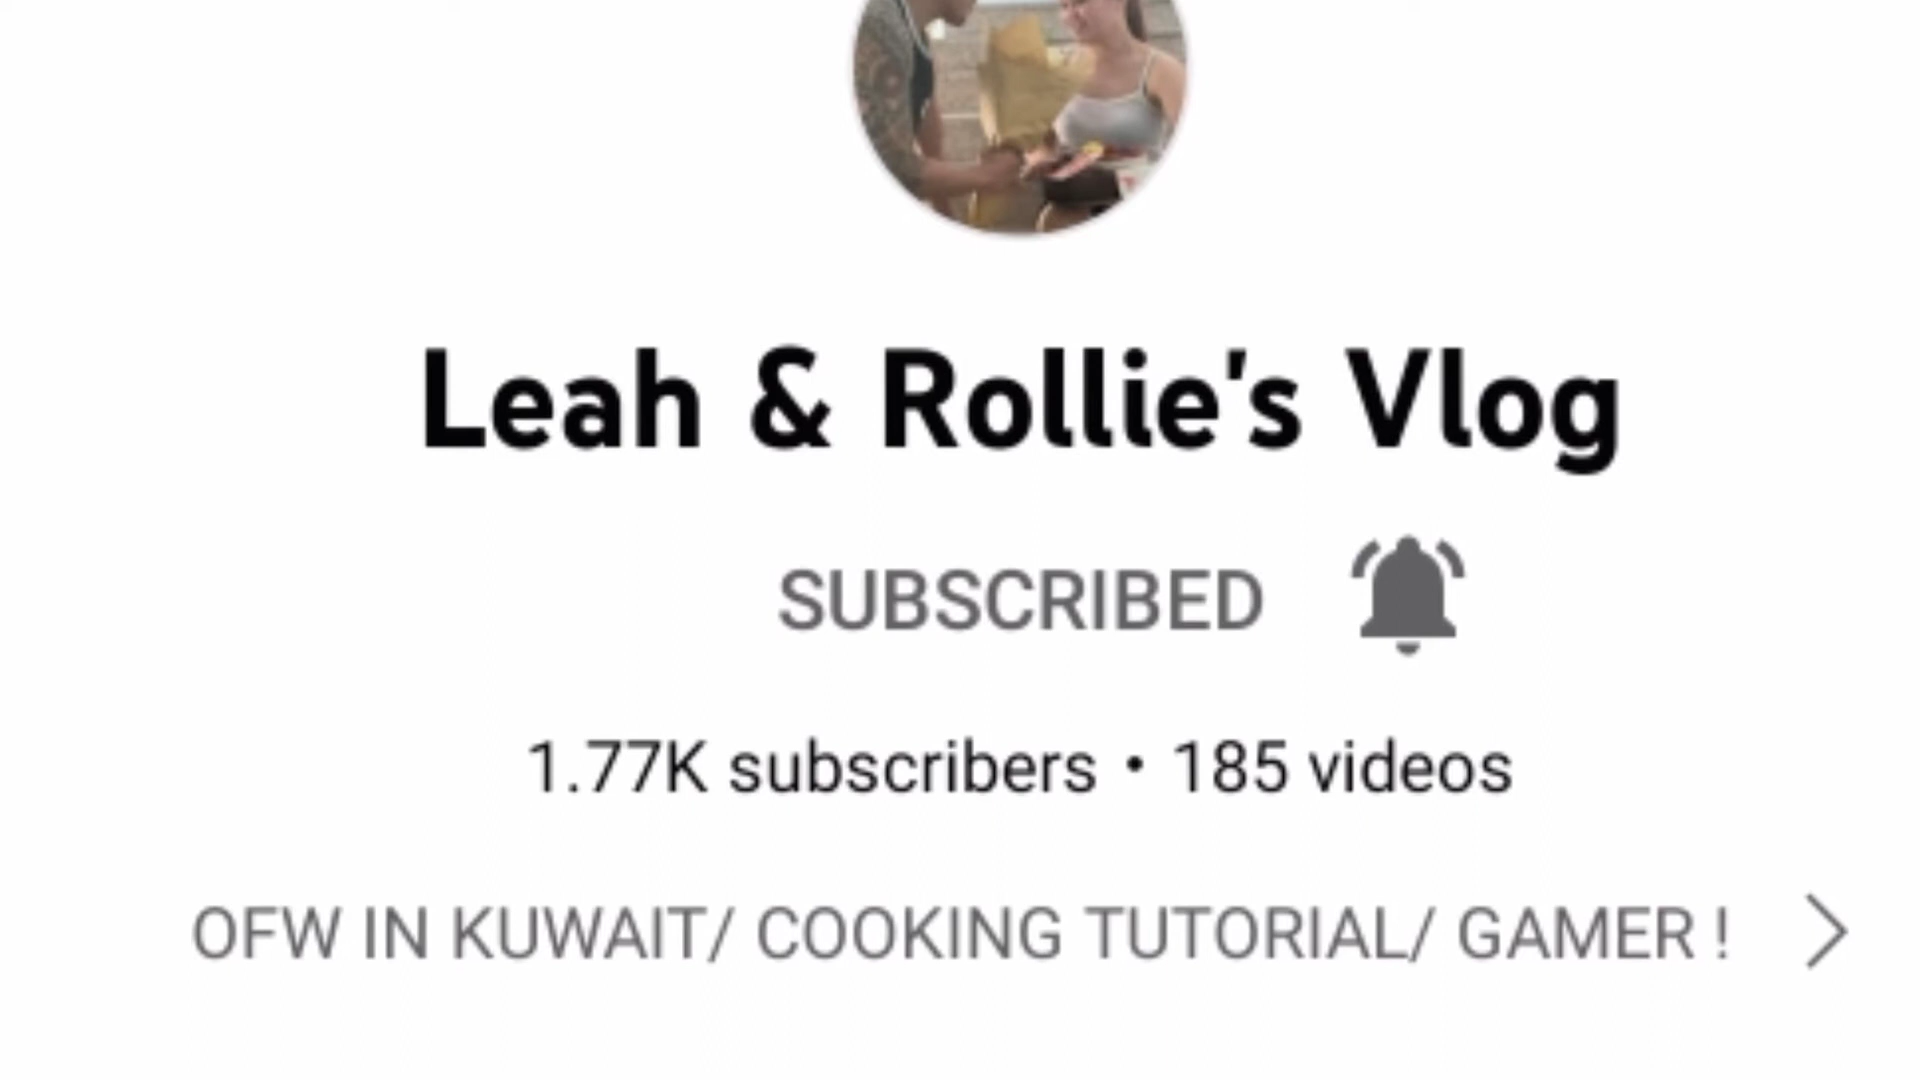 Leah & Rollie's Vlog
SUBSCRIBED
1.77K subscribers • 185 videos
OFW IN KUWAIT/ COOKING TUTORIAL/ GAMER !